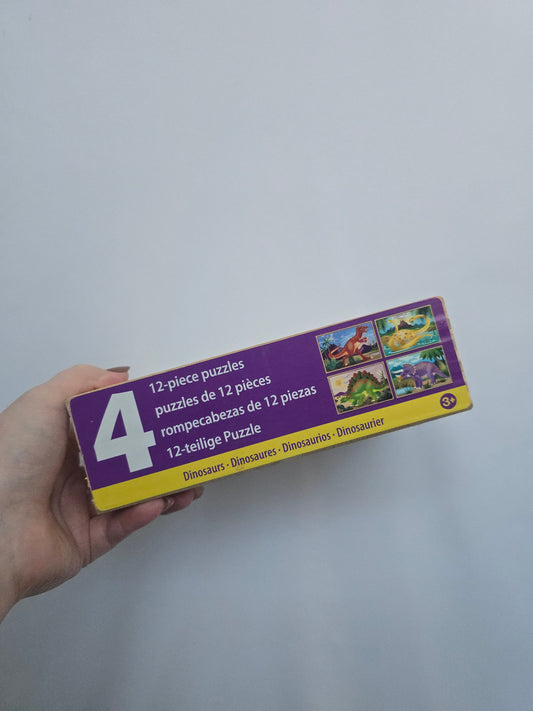 4
12-piece puzzles
puzzles de 12 pièces
rompecabezas de 12 piezas
12-teilige Puzzle
Dinosaurs · Dinosaures · Dinosaurios · Dinosaurier
3+